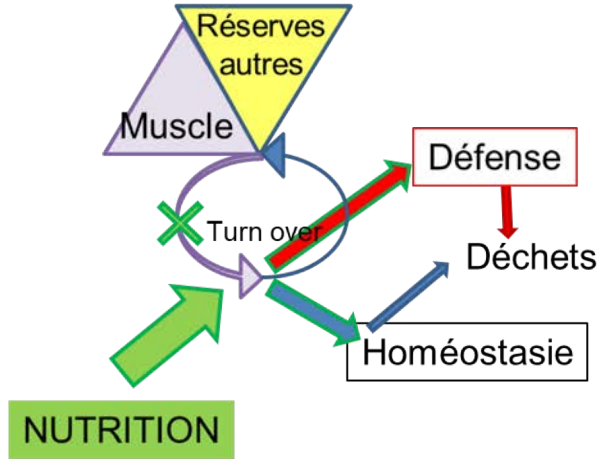 Réserves
autres
Muscle
Défense
Turn over
Déchets
Homéostasie
NUTRITION